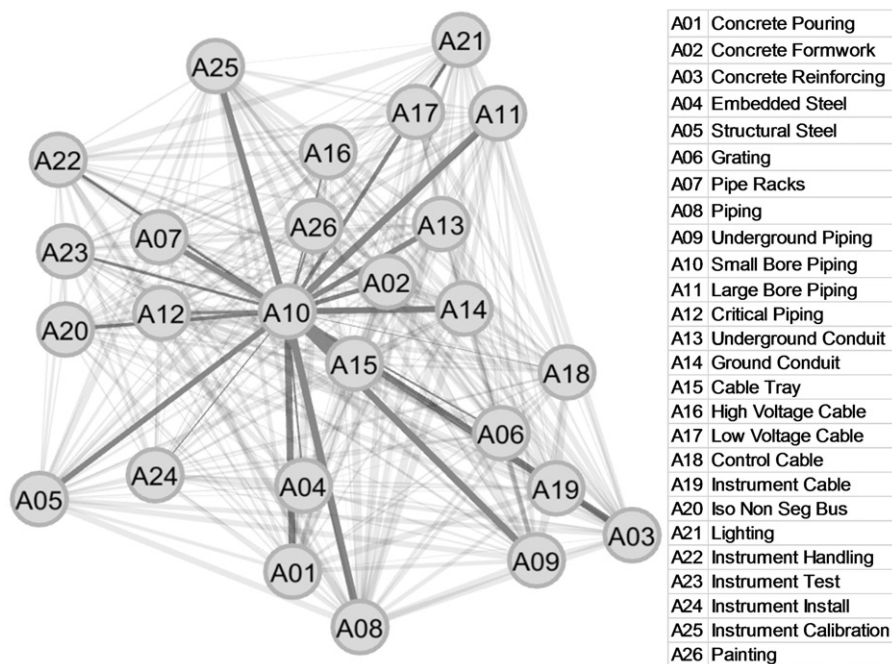 A21
A25
A17
A11
A16
A22
A26
A13
A07
A23
A02
A10
A12
A14
A20
A15
A18
A06
A24
A04
A19
A05
A03
A09
A01
A08
A01 Concrete Pouring
A02 Concrete Formwork
A03 Concrete Reinforcing
A04 Embedded Steel
A05 Structural Steel
A06 Grating
A07 Pipe Racks
A08 Piping
A09 Underground Piping
A10 Small Bore Piping
A11 Large Bore Piping
A12 Critical Piping
A13 Underground Conduit
A14 Ground Conduit
A15 Cable Tray
A16 High Voltage Cable
A17 Low Voltage Cable
A18 Control Cable
A19 Instrument Cable
A20 Iso Non Seg Bus
A21 Lighting
A22 Instrument Handling
A23 Instrument Test
A24 Instrument Install
A25 Instrument Calibration
A26 Painting